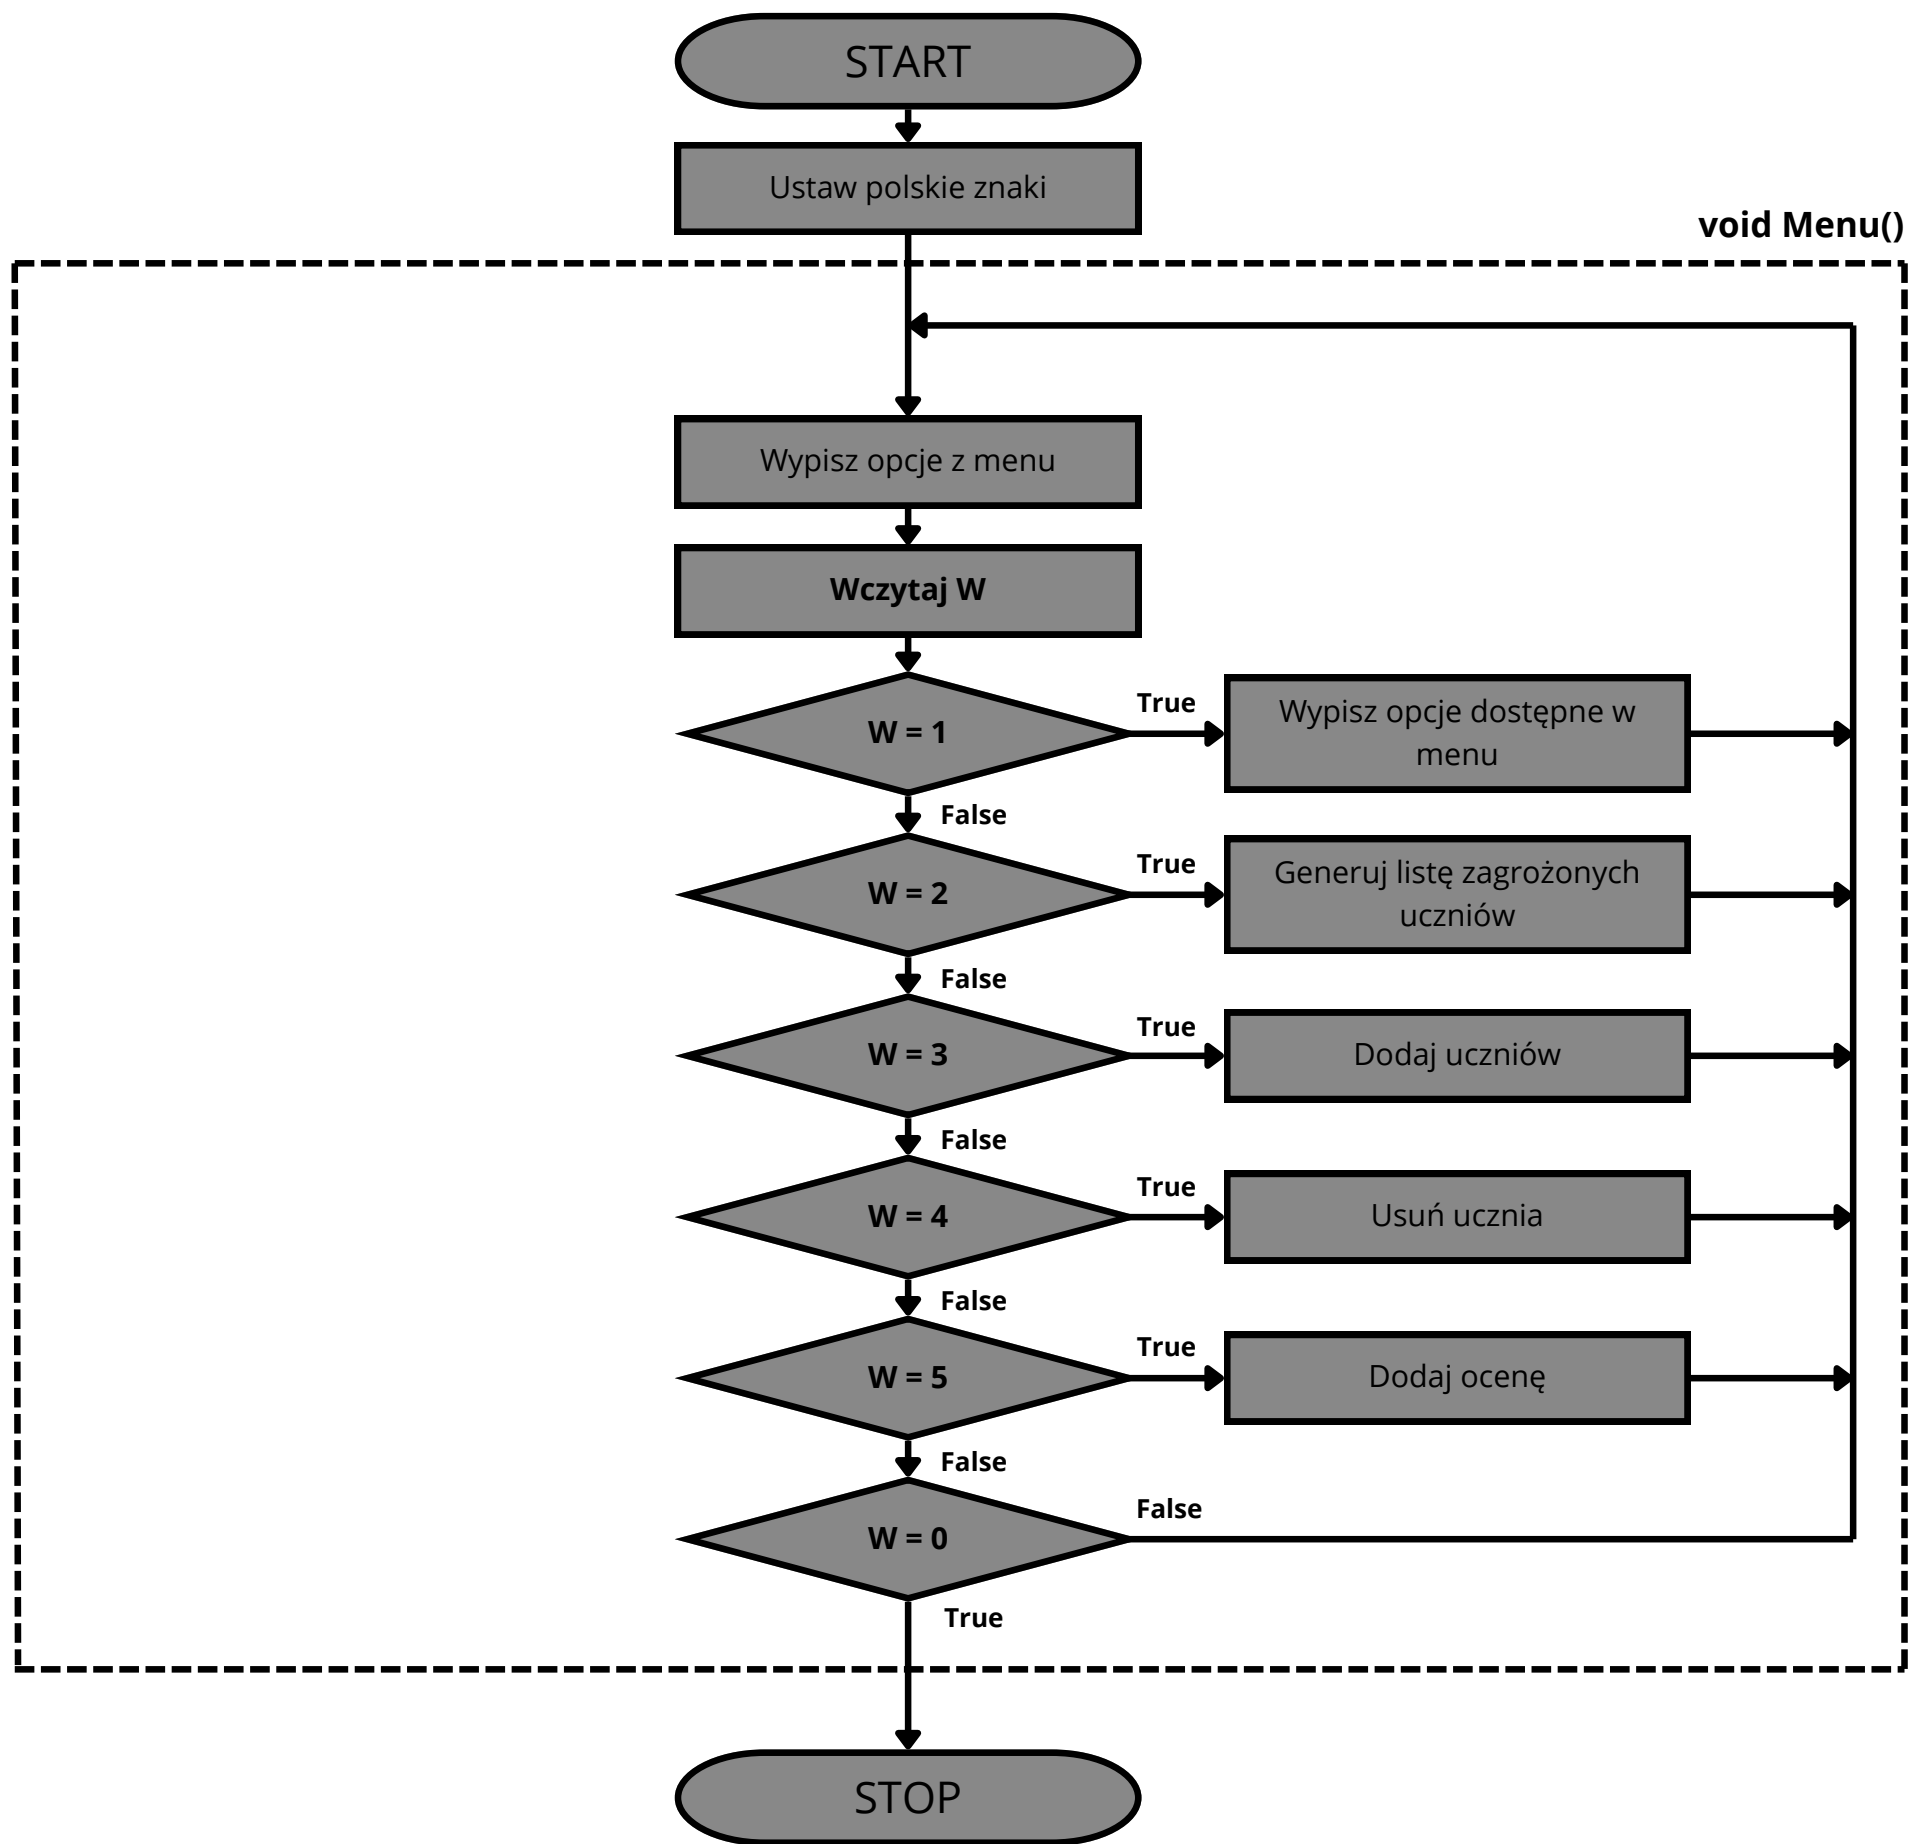 START
Ustaw polskie znaki
void Menu()
Wypisz opcje z menu
Wczytaj W
W = 1
True
Wypisz opcje dostępne w
menu
False
W = 2
True
Generuj listę zagrożonych
uczniów
False
W = 3
True
Dodaj uczniów
False
W = 4
True
Usuń ucznia
False
W = 5
True
Dodaj ocenę
False
W = 0
False
True
STOP